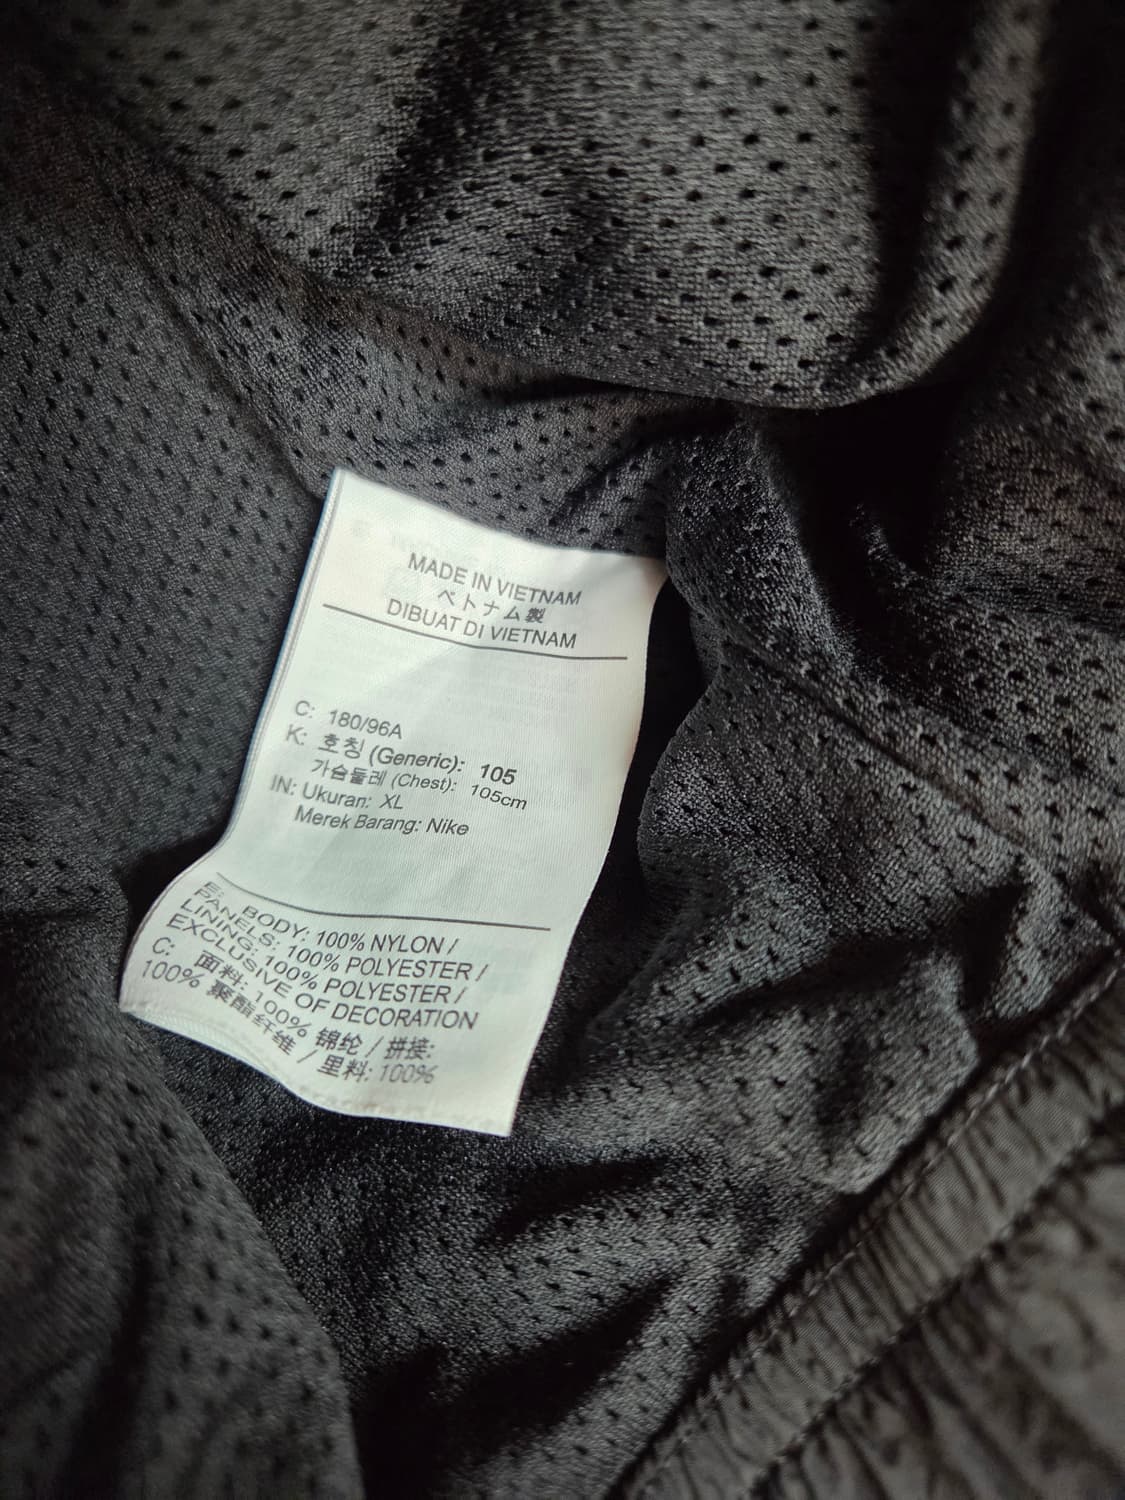 MADE IN VIETNAM
ベトナム製
DIBUAT DI VIETNAM
C: 180/96A
K: 호칭 (Generic): 105
가슴둘레 (Chest): 105cm
IN: Ukuran: XL
Merek Barang: Nike
E: BODY: 100% NYLON /
PANELS: 100% POLYESTER /
LINING: 100% POLYESTER /
EXCLUSIVE OF DECORATION
C: 面料: 100% 锦纶 / 拼接:
100% 聚酯纤维 / 里料: 100%